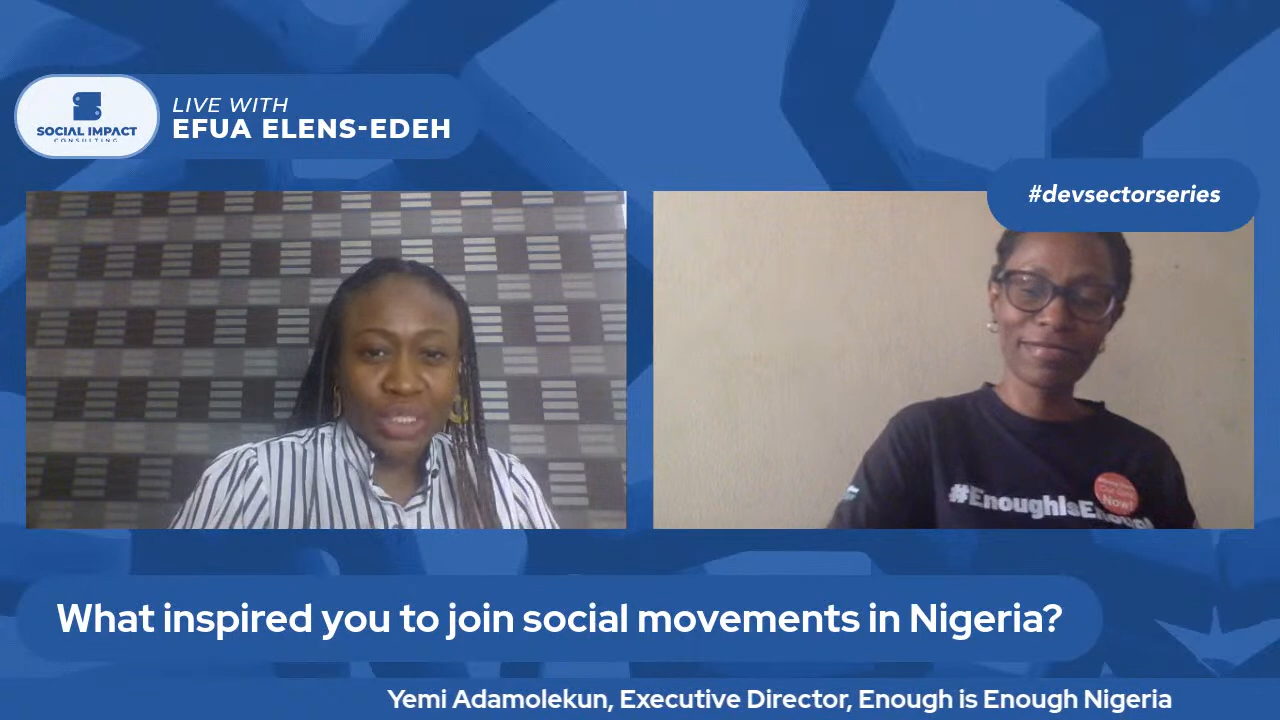 SOCIAL IMPACT
CONSULTING
LIVE WITH
EFUA ELENS-EDEH
#devsectorseries
#EnoughIsEnough
Now!
What inspired you to join social movements in Nigeria?
Yemi Adamolekun, Executive Director, Enough is Enough Nigeria